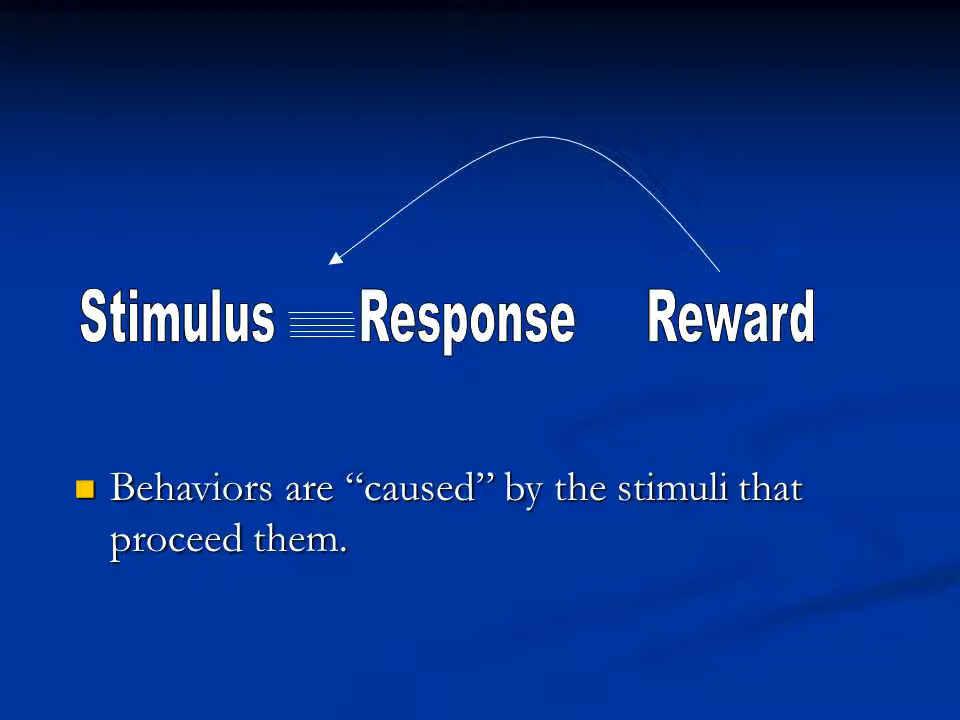 Stimulus Response Reward
Behaviors are “caused” by the stimuli that
proceed them.